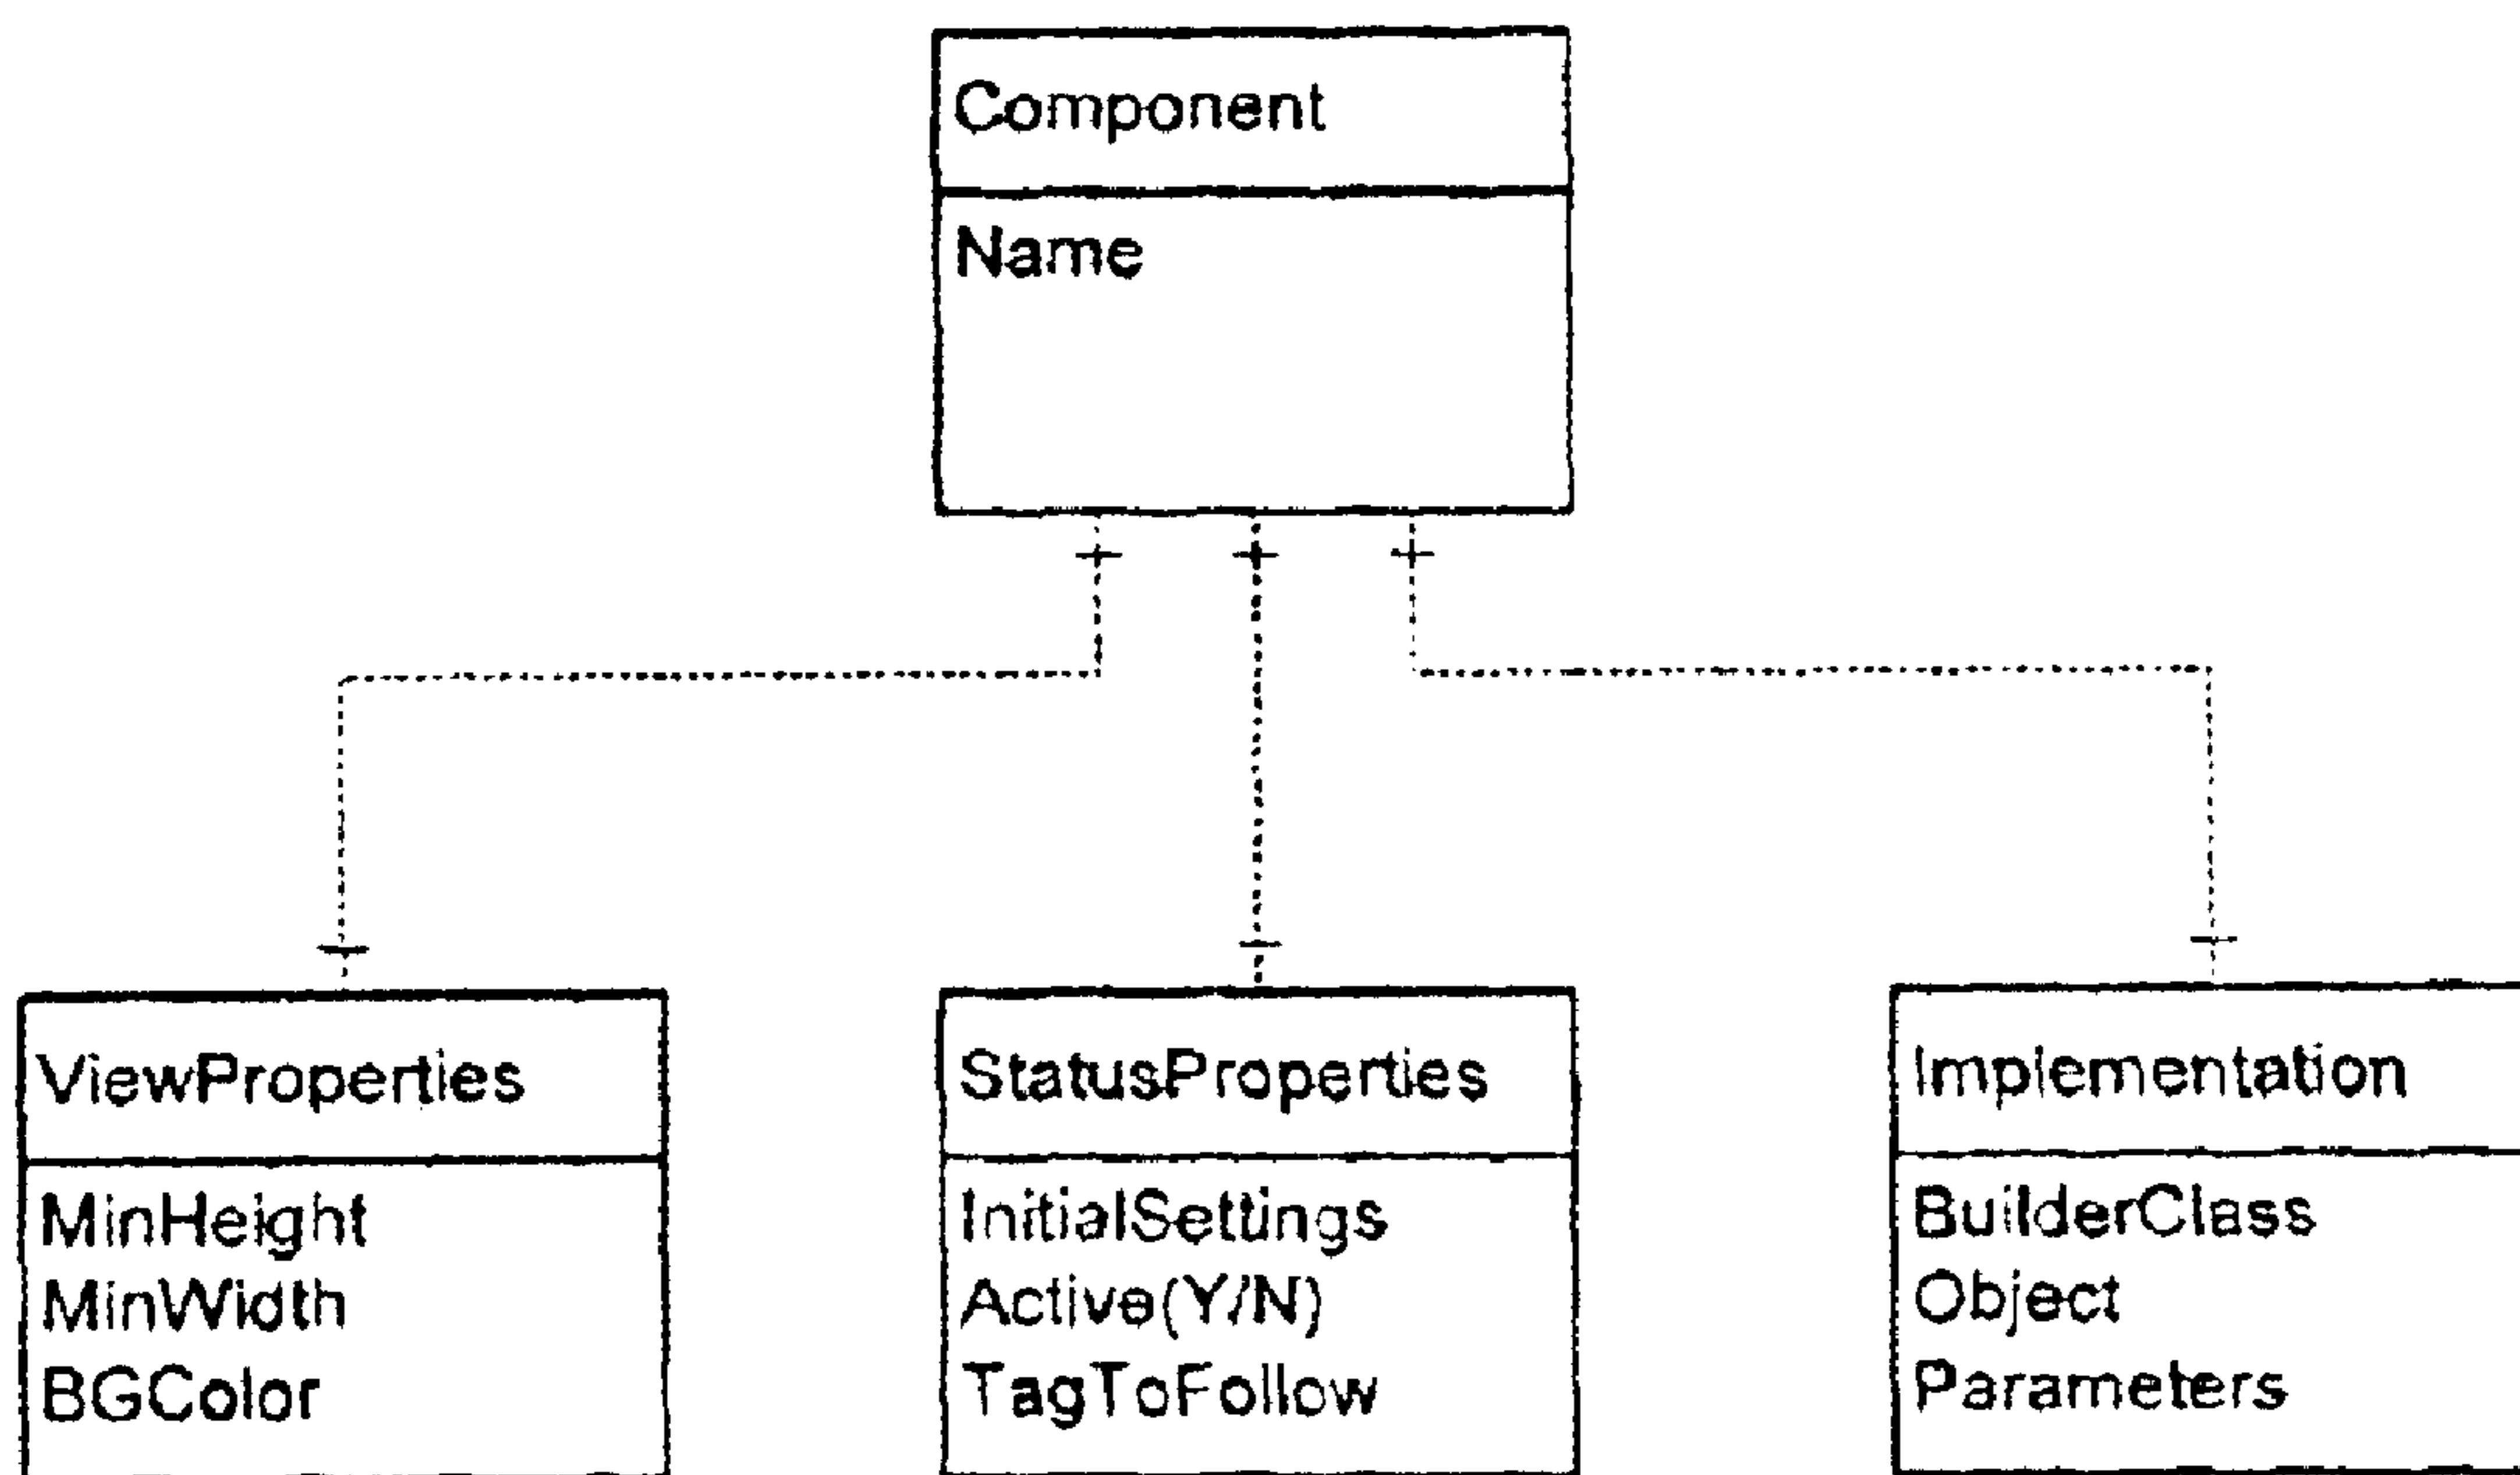 Component
Name
ViewProperties
MinHeight
MinWidth
BGColor
StatusProperties
InitialSettings
Active(Y/N)
TagToFollow
Implementation
BuilderClass
Object
Parameters